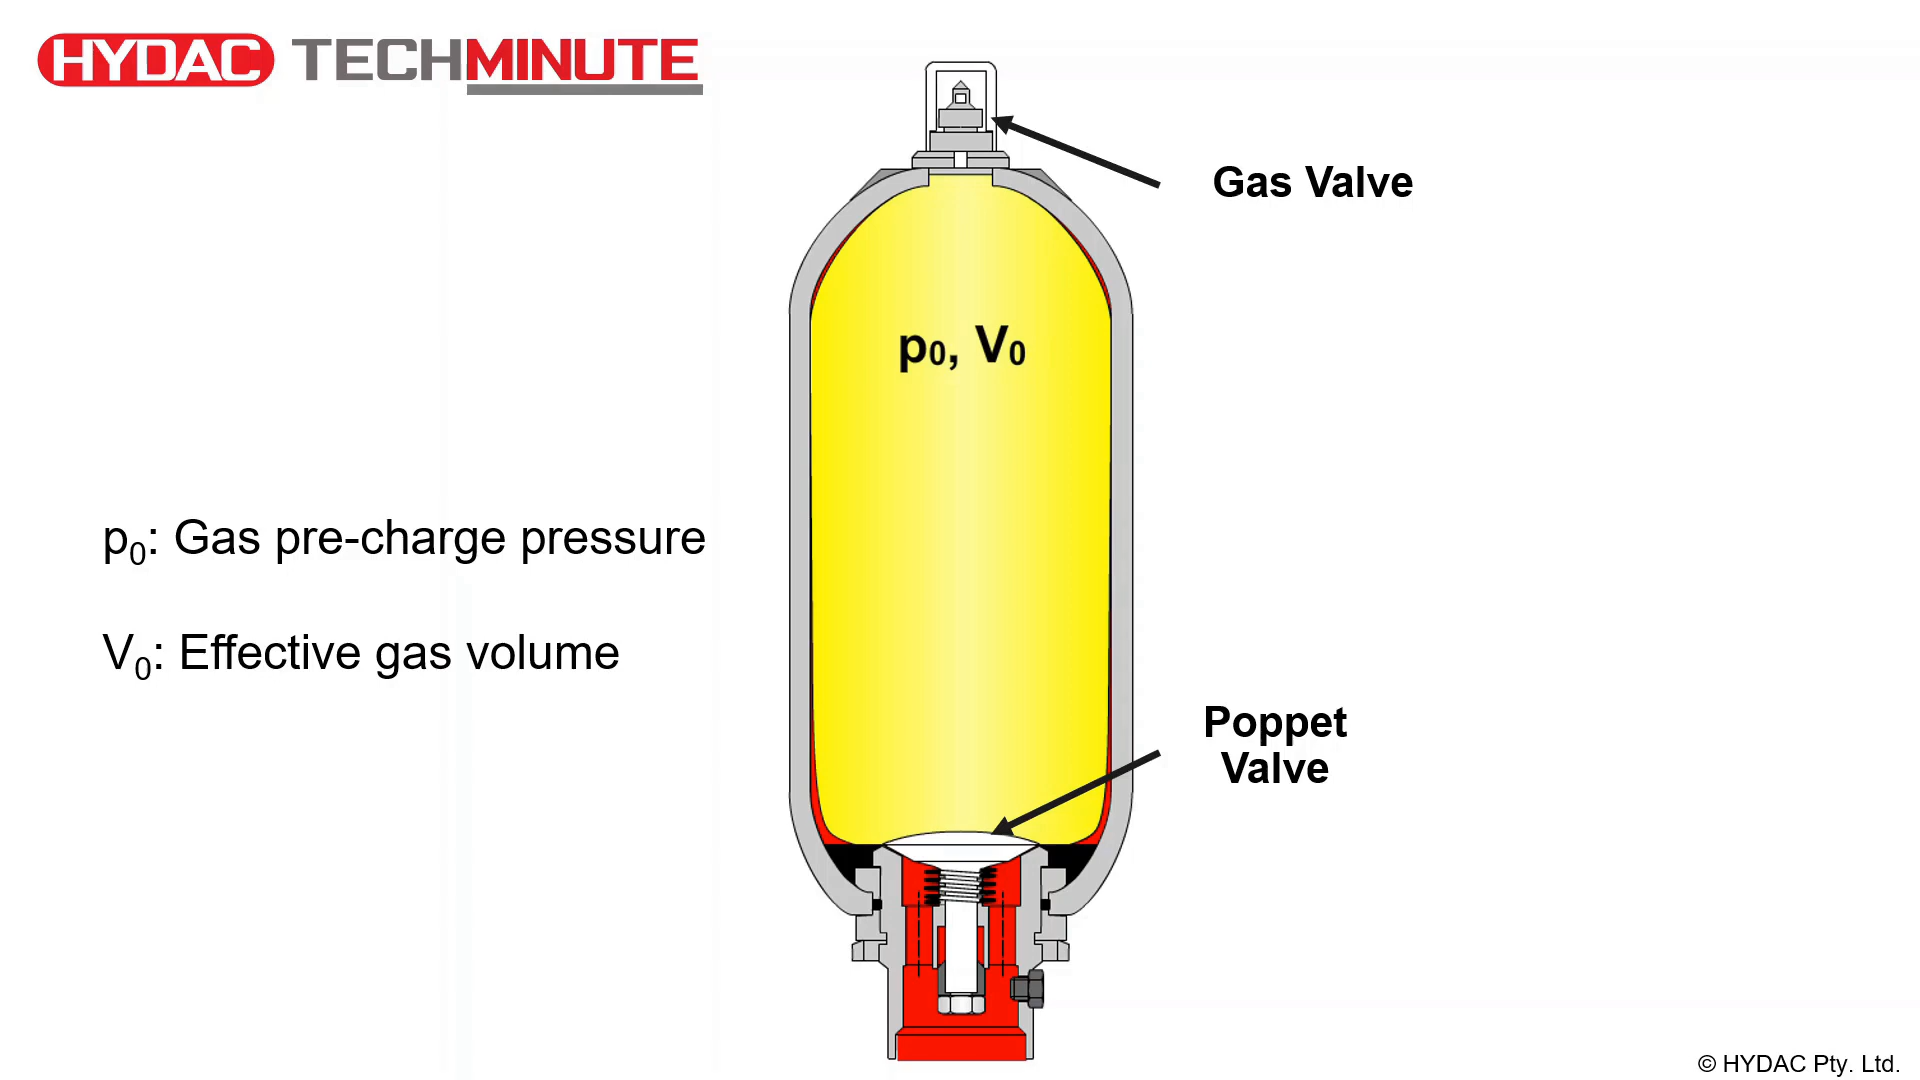 HYDAC TECHMINUTE
Gas Valve
p₀, V₀
p₀: Gas pre-charge pressure
V₀: Effective gas volume
Poppet
Valve
© HYDAC Pty. Ltd.